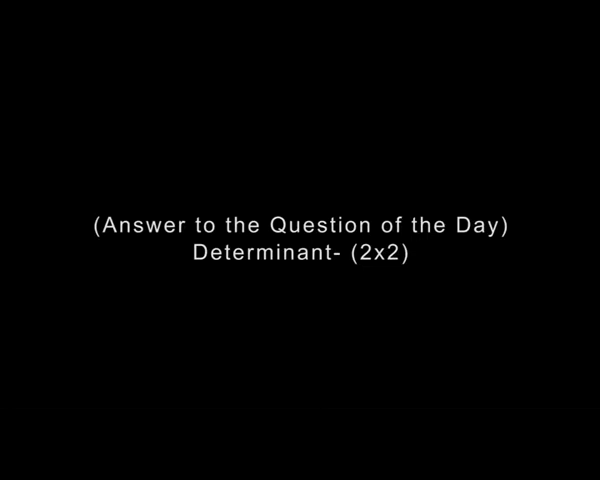 (Answer to the Question of the Day)
Determinant- (2x2)